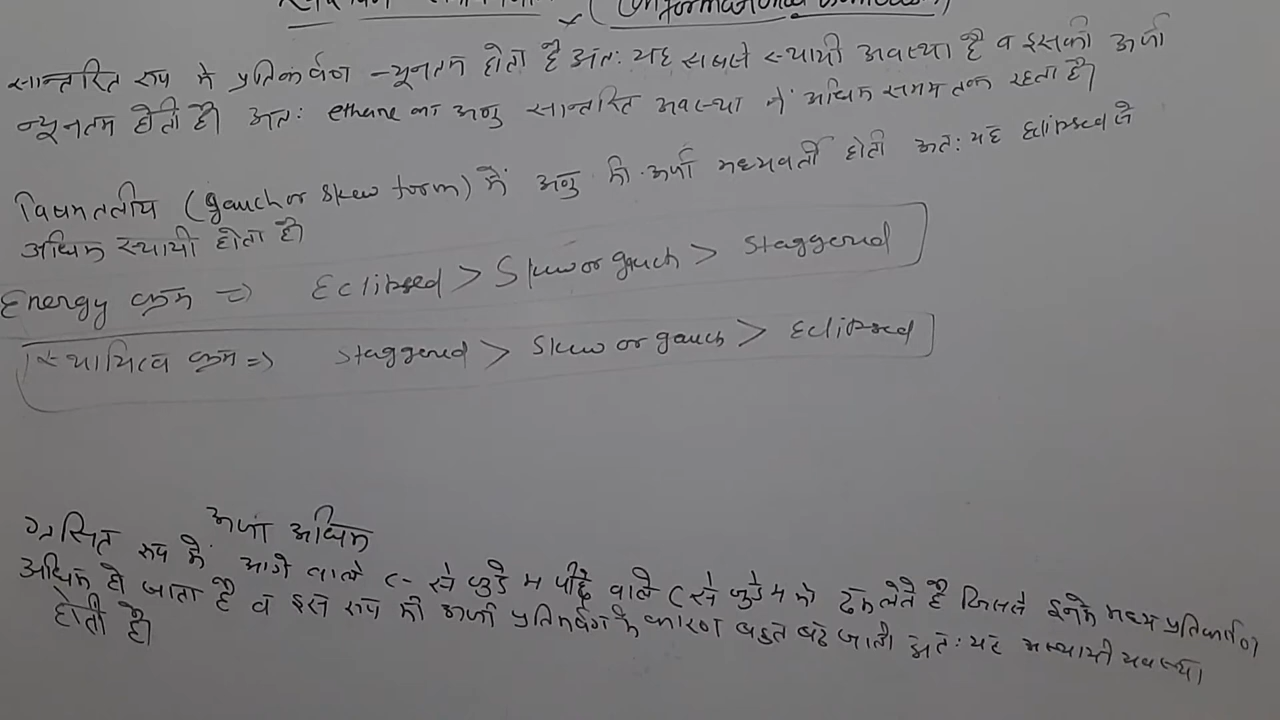 (Conformational Isomerism)
सान्तरित रूप मे प्रतिकर्षण न्यूनतम होता है अतः यह सबसे स्थायी अवस्था है व इसकी ऊर्जा
न्यूनतम होती है। अतः ethane का अणु सान्तरित अवस्था मे अधिक समय तक रहता है।
विषमतलीय (gauch or skew form) में अणु की ऊर्जा मध्यवर्ती होती अतः यह Eclipsed से
अधिक स्थायी होता है।
Energy क्रम => Eclipsed > Skew or gauch > Staggered
स्थायित्व क्रम => staggered > skew or gauch > Eclipsed
ऊर्जा अधिक
ग्रसित रूप में आगे वाले C- से जुडे H पीछे वाले C से जुडे H को ढक लेते है जिससे इनके मध्य प्रतिकर्षण
अधिक हो जाता है व इस रूप की ऊर्जा प्रतिकर्षण के कारण बहुत बढ जाती अतः यह अस्थायी अवस्था
होती है।